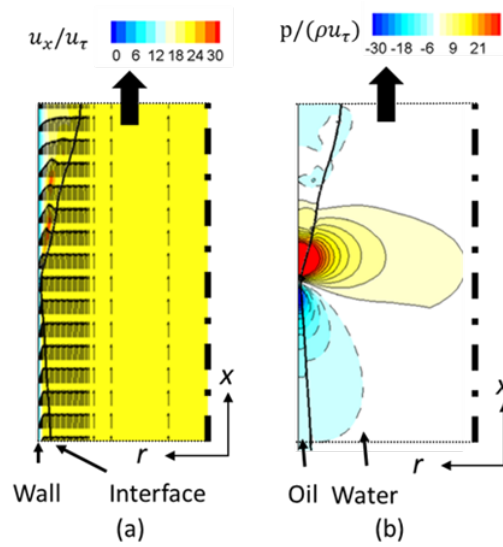 u_x/u_τ
0 6 12 18 24 30
p/(ρu_τ)
-30 -18 -6 9 21
x
r
Wall
Interface
(a)
x
r
Oil
Water
(b)